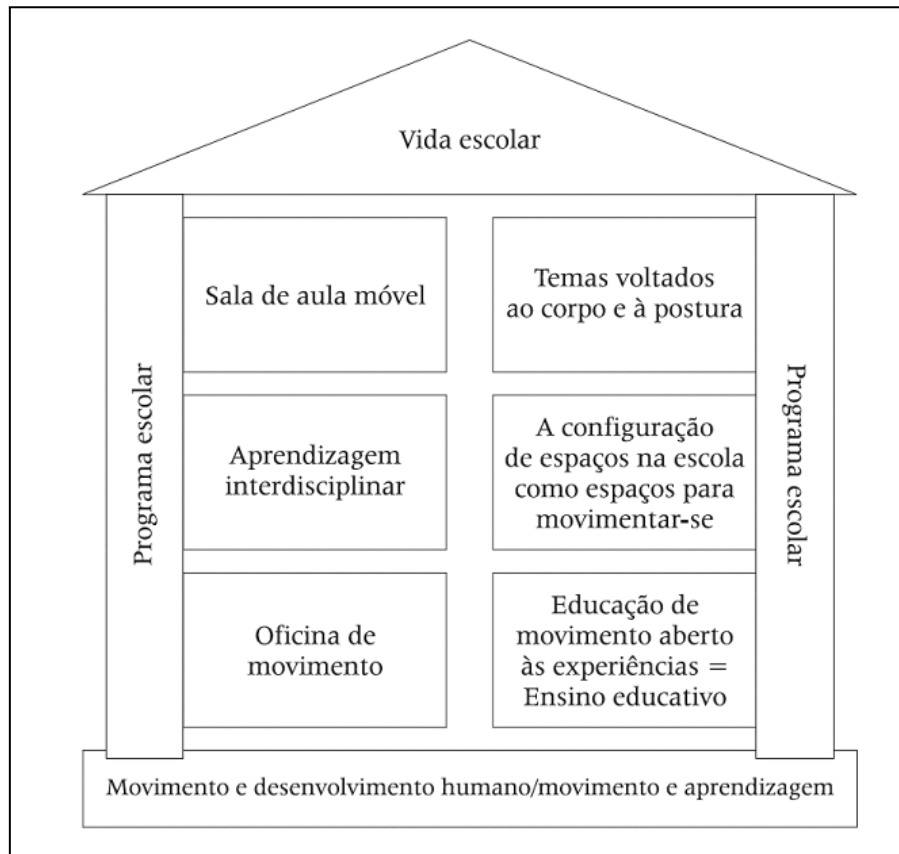 Vida escolar
Programa escolar
Sala de aula móvel
Temas voltados
ao corpo e à postura
Aprendizagem
interdisciplinar
A configuração
de espaços na escola
como espaços para
movimentar-se
Oficina de
movimento
Educação de
movimento aberto
às experiências =
Ensino educativo
Programa escolar
Movimento e desenvolvimento humano/movimento e aprendizagem